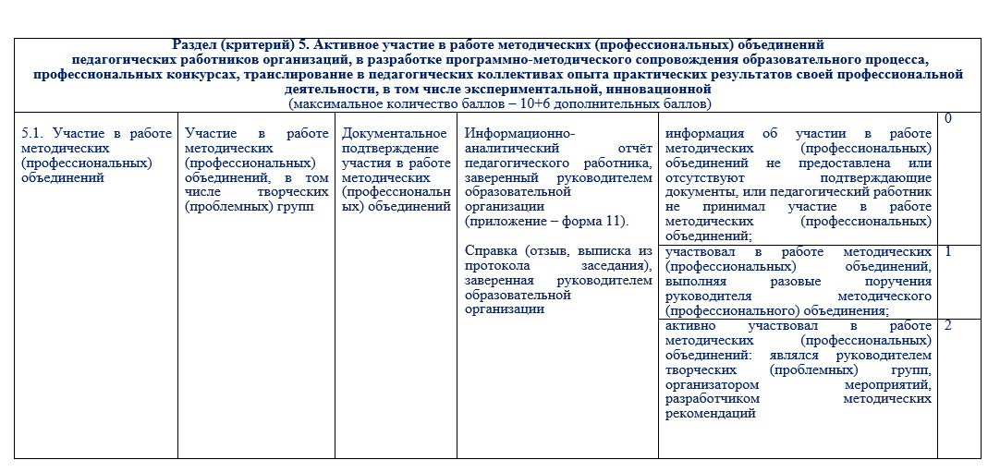 Раздел (критерий) 5. Активное участие в работе методических (профессиональных) объединений
педагогических работников организаций, в разработке программно-методического сопровождения образовательного процесса,
профессиональных конкурсах, транслирование в педагогических коллективах опыта практических результатов своей профессиональной
деятельности, в том числе экспериментальной, инновационной
(максимальное количество баллов – 10+6 дополнительных баллов)
5.1. Участие в работе
методических
(профессиональных)
объединений
Участие в работе
методических
(профессиональных)
объединений, в том
числе творческих
(проблемных) групп
Документальное
подтверждение
участия в работе
методических
(профессиональн
ых) объединений
Информационно-
аналитический отчёт
педагогического работника,
заверенный руководителем
образовательной
организации
(приложение – форма 11).
Справка (отзыв, выписка из
протокола заседания),
заверенная руководителем
образовательной
организации
информация об участии в работе
методических (профессиональных)
объединений не предоставлена или
отсутствуют подтверждающие
документы, или педагогический работник
не принимал участие в работе
методических (профессиональных)
объединений;
0
участвовал в работе методических
(профессиональных) объединений,
выполняя разовые поручения
руководителя методического
(профессионального) объединения;
1
активно участвовал в работе
методических (профессиональных)
объединений: являлся руководителем
творческих (проблемных) групп,
организатором мероприятий,
разработчиком методических
рекомендаций
2